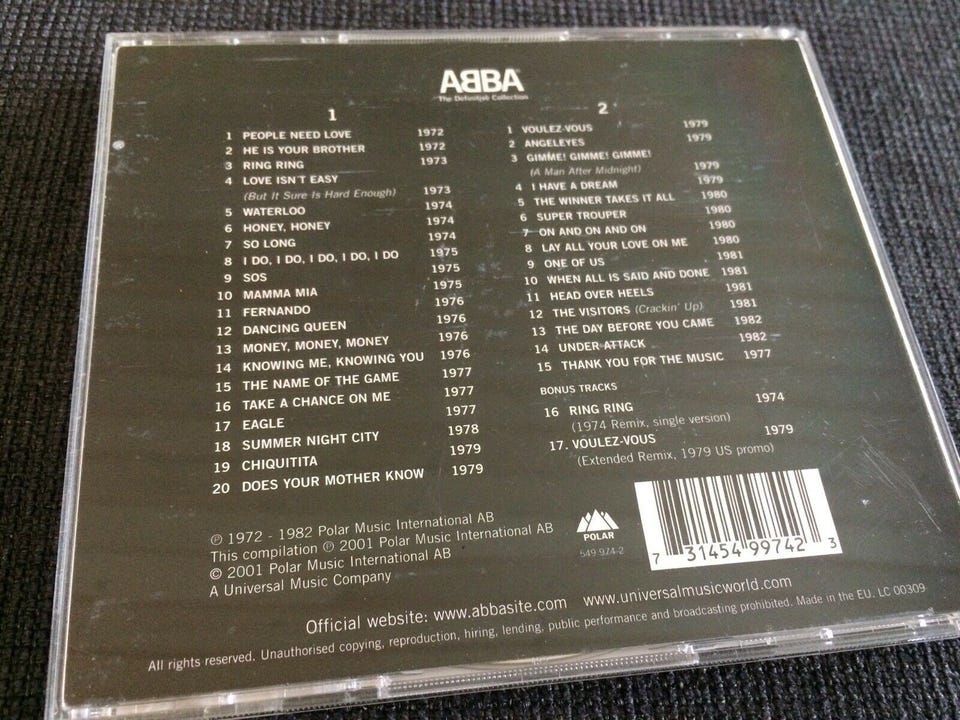 ABBA
The Definitive Collection
1
1 PEOPLE NEED LOVE 1972
2 HE IS YOUR BROTHER 1972
3 RING RING 1973
4 LOVE ISN'T EASY
(But It Sure Is Hard Enough) 1973
5 WATERLOO 1974
6 HONEY, HONEY 1974
7 SO LONG 1974
8 I DO, I DO, I DO, I DO, I DO 1975
9 SOS 1975
10 MAMMA MIA 1975
11 FERNANDO 1976
12 DANCING QUEEN 1976
13 MONEY, MONEY, MONEY 1976
14 KNOWING ME, KNOWING YOU 1976
15 THE NAME OF THE GAME 1977
16 TAKE A CHANCE ON ME 1977
17 EAGLE 1977
18 SUMMER NIGHT CITY 1978
19 CHIQUITITA 1979
20 DOES YOUR MOTHER KNOW 1979
2
1 VOULEZ-VOUS 1979
2 ANGELEYES 1979
3 GIMME! GIMME! GIMME!
(A Man After Midnight) 1979
4 I HAVE A DREAM 1979
5 THE WINNER TAKES IT ALL 1980
6 SUPER TROUPER 1980
7 ON AND ON AND ON 1980
8 LAY ALL YOUR LOVE ON ME 1980
9 ONE OF US 1981
10 WHEN ALL IS SAID AND DONE 1981
11 HEAD OVER HEELS 1981
12 THE VISITORS (Crackin' Up) 1981
13 THE DAY BEFORE YOU CAME 1982
14 UNDER ATTACK 1982
15 THANK YOU FOR THE MUSIC 1977
BONUS TRACKS
16 RING RING 1974
(1974 Remix, single version)
17. VOULEZ-VOUS 1979
(Extended Remix, 1979 US promo)
℗ 1972 - 1982 Polar Music International AB
This compilation ℗ 2001 Polar Music International AB
© 2001 Polar Music International AB
A Universal Music Company
POLAR
549 974-2
7 31454 99742 3
Official website: www.abbasite.com www.universalmusicworld.com
All rights reserved. Unauthorised copying, reproduction, hiring, lending, public performance and broadcasting prohibited. Made in the EU. LC 00309